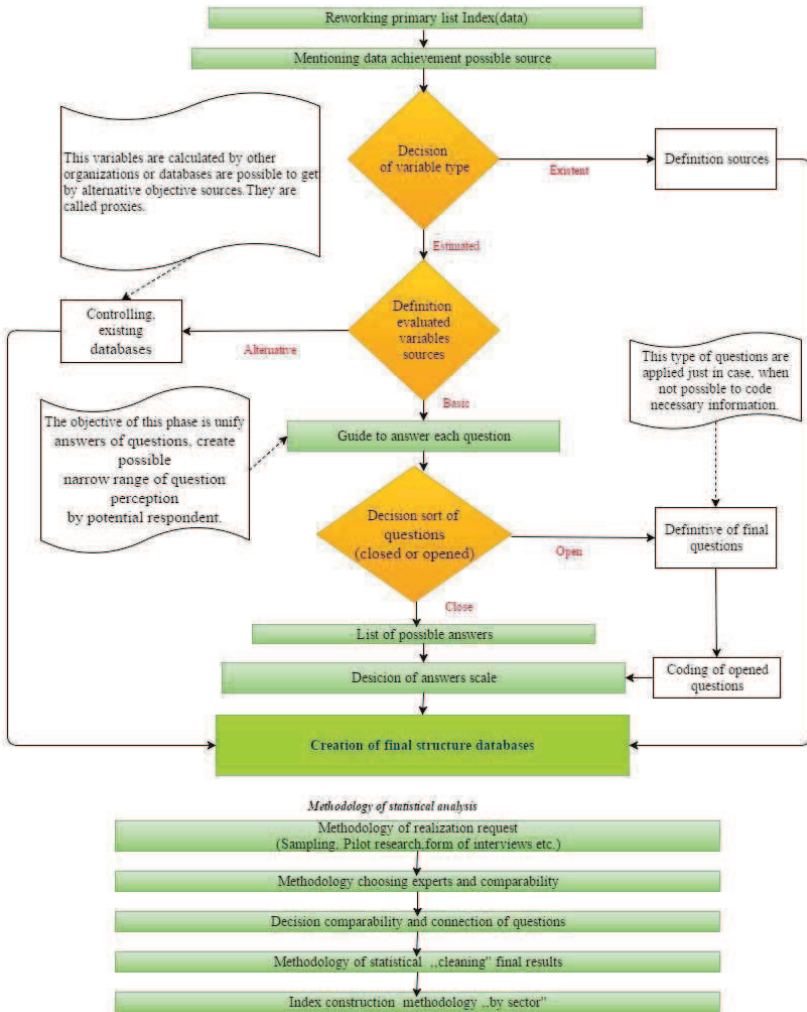 Reworking primary list Index(data)
Mentioning data achievement possible source
This variables are calculated by other
organizations or databases are possible to get
by alternative objective sources.They are
called proxies.
Decision
of variable type
Existent
Definition sources
Estimated
Controlling,
existing
databases
Alternative
Definition
evaluated
variables
sources
This type of questions are
applied just in case, when
not possible to code
necessary information.
Basic
The objective of this phase is unify
answers of questions, create
possible
narrow range of question
perception
by potential respondent.
Guide to answer each question
Decision sort of
questions
(closed or opened)
Open
Definitive of final
questions
Close
List of possible answers
Desicion of answers scale
Coding of opened
questions
Creation of final structure databases
Methodology of statistical analysis
Methodology of realization request
(Sampling, Pilot research,form of interviews etc.)
Methodology choosing experts and comparability
Decision comparability and connection of questions
Methodology of statistical ,,cleaning" final results
Index construction methodology ,,by sector"